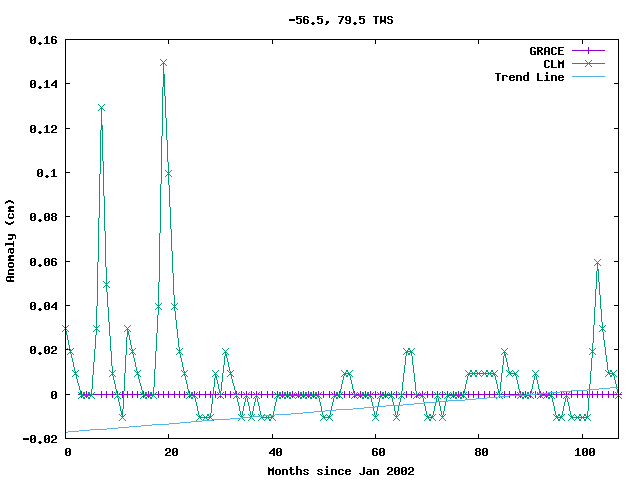 -56.5, 79.5 TWS
0.16
0.14
0.12
0.1
0.08
0.06
0.04
0.02
0
-0.02
Anomaly (cm)
GRACE
CLM
Trend Line
0 20 40 60 80 100
Months since Jan 2002